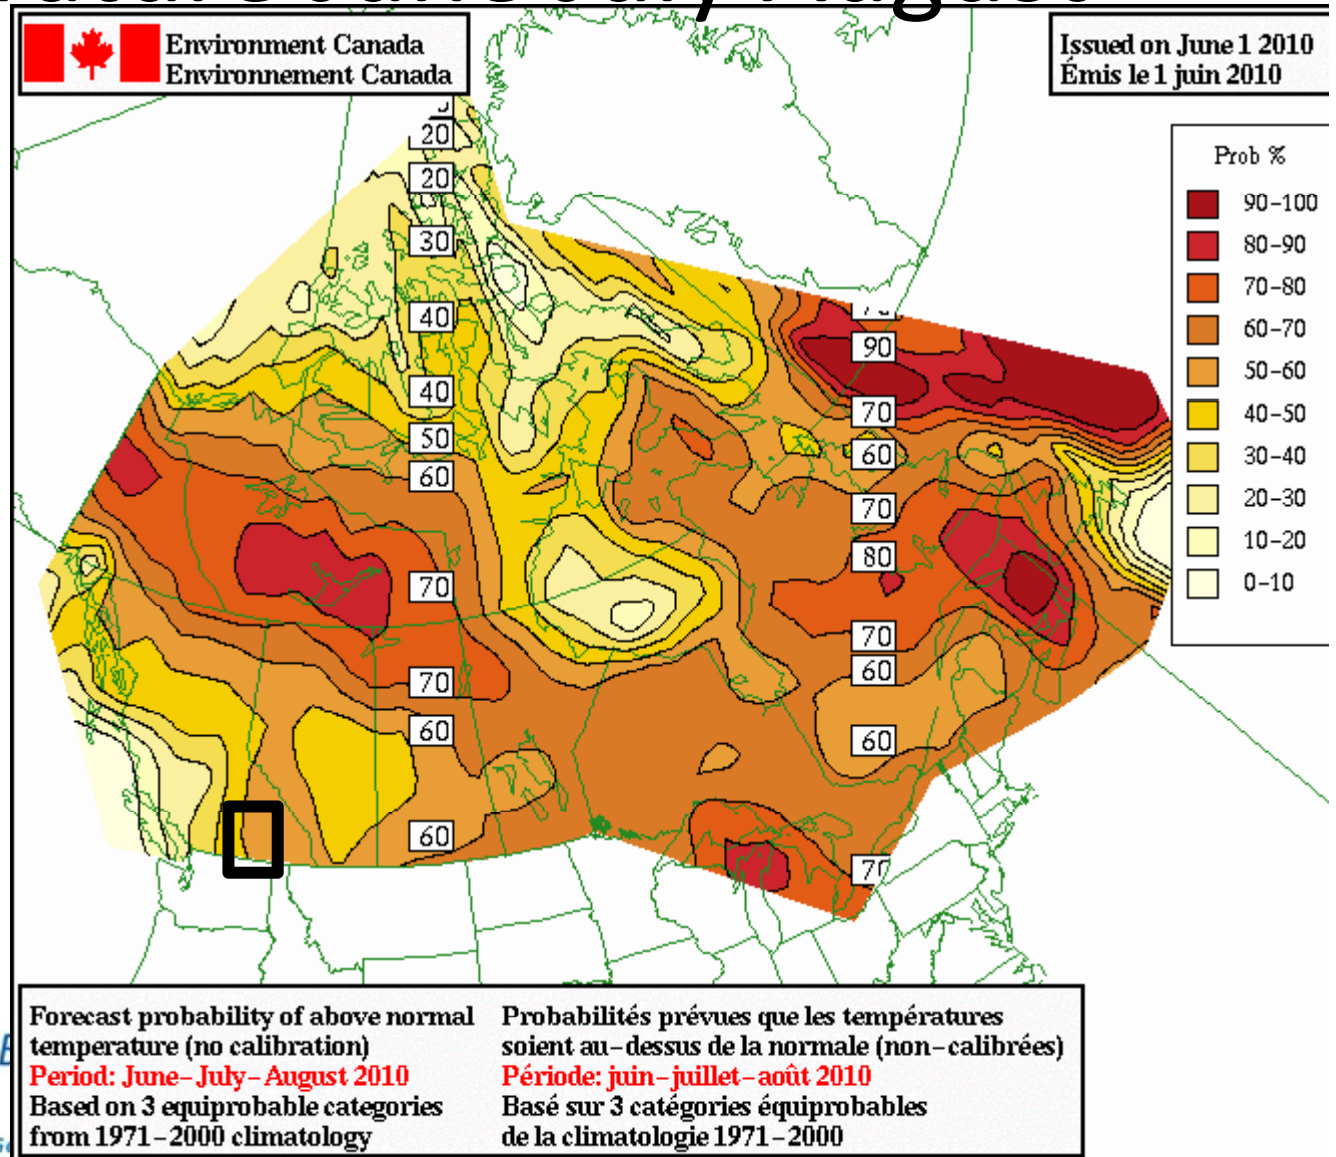 July August
Environment Canada
Environnement Canada
Issued on June 1 2010
Émis le 1 juin 2010
Prob %
90-100
80-90
70-80
60-70
50-60
40-50
30-40
20-30
10-20
0-10
20
20
30
40
40
50
60
70
70
60
60
90
70
60
70
80
70
60
60
70
Forecast probability of above normal
temperature (no calibration)
Period: June-July-August 2010
Based on 3 equiprobable categories
from 1971-2000 climatology
Probabilités prévues que les températures
soient au-dessus de la normale (non-calibrées)
Période: juin-juillet-août 2010
Basé sur 3 catégories équiprobables
de la climatologie 1971-2000